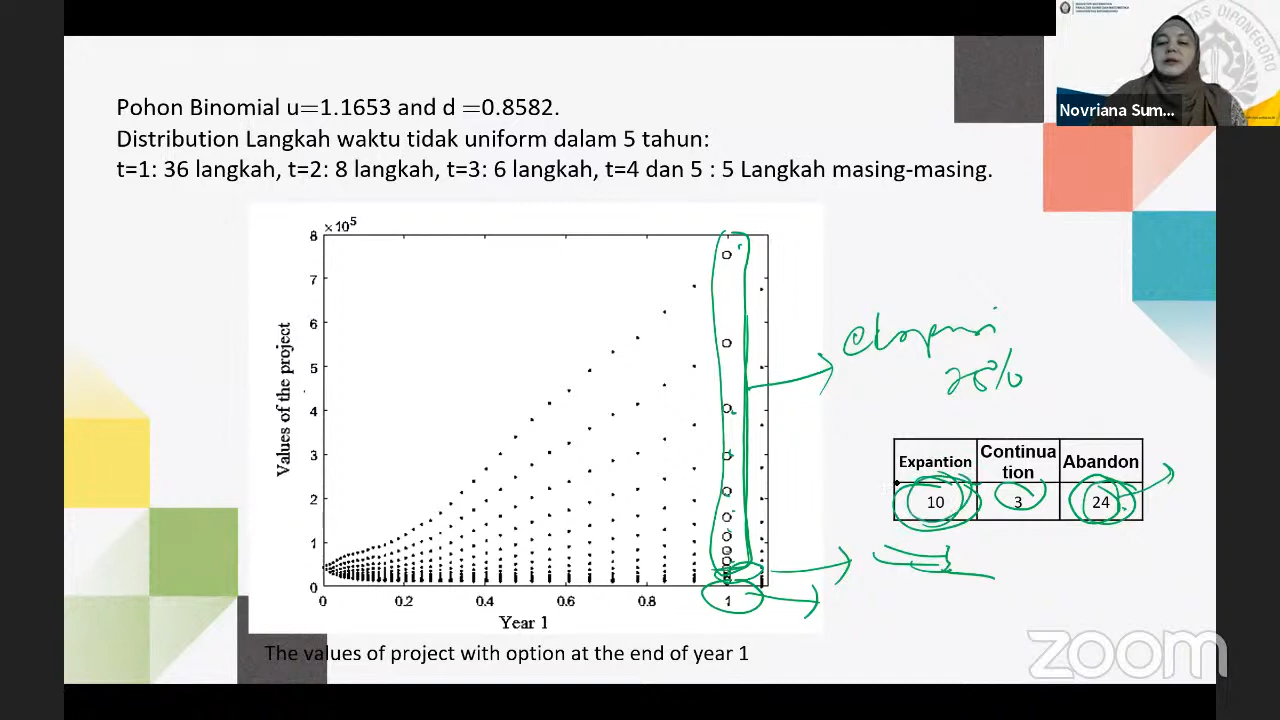 Pohon Binomial u=1.1653 and d =0.8582.
Distribution Langkah waktu tidak uniform dalam 5 tahun:
t=1: 36 langkah, t=2: 8 langkah, t=3: 6 langkah, t=4 dan 5 : 5 Langkah masing-masing.
×10⁵
8
7
6
5
4
3
2
1
0
Values of the project
0 0.2 0.4 0.6 0.8 1
Year 1
The values of project with option at the end of year 1
25%
Expantion Continua tion Abandon
10 3 24
Novriana Sum...
DIPONEGORO
zoom